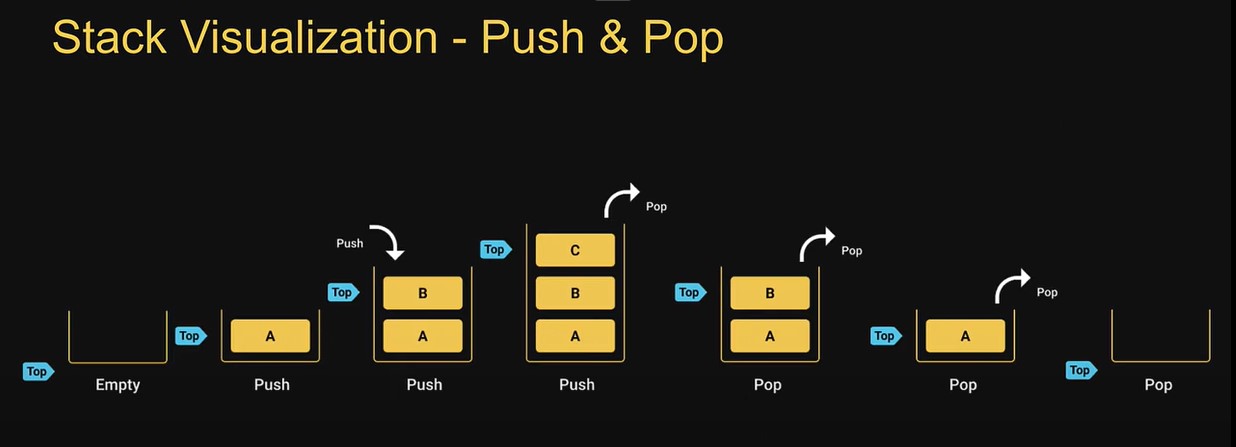 Stack Visualization - Push & Pop
Top
Empty
Top
A
Push
Push
Top
B
A
Push
Pop
Top
C
B
A
Push
Pop
Top
B
A
Pop
Pop
Top
A
Pop
Top
Pop